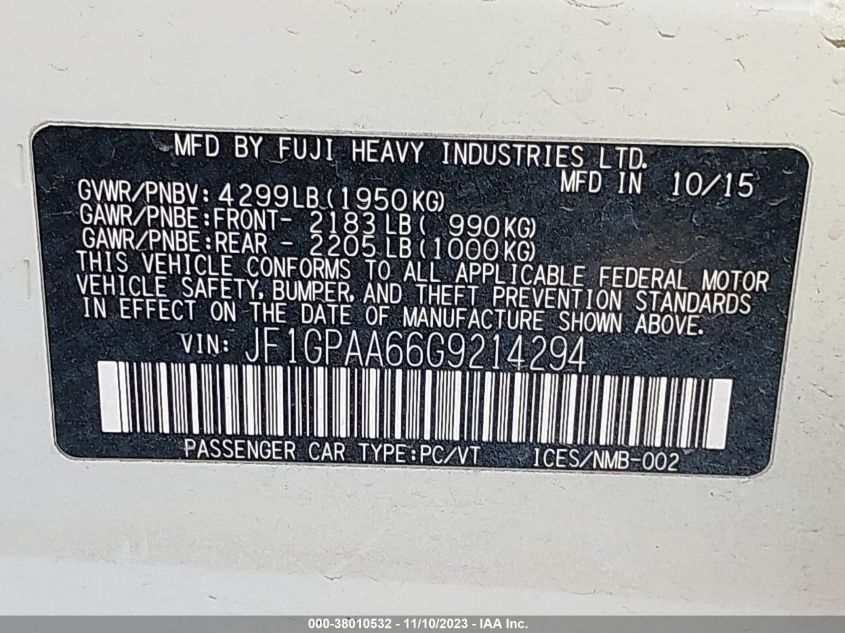 MFD BY FUJI HEAVY INDUSTRIES LTD.
MFD IN 10/15
GVWR/PNBV: 4299LB(1950KG)
GAWR/PNBE:FRONT- 2183LB( 990KG)
GAWR/PNBE:REAR - 2205LB(1000KG)
THIS VEHICLE CONFORMS TO ALL APPLICABLE FEDERAL MOTOR
VEHICLE SAFETY, BUMPER, AND THEFT PREVENTION STANDARDS
IN EFFECT ON THE DATE OF MANUFACTURE SHOWN ABOVE.
VIN: JF1GPAA66G9214294
PASSENGER CAR TYPE:PC/VT ICES/NMB-002
000-38010532 - 11/10/2023 - IAA Inc.